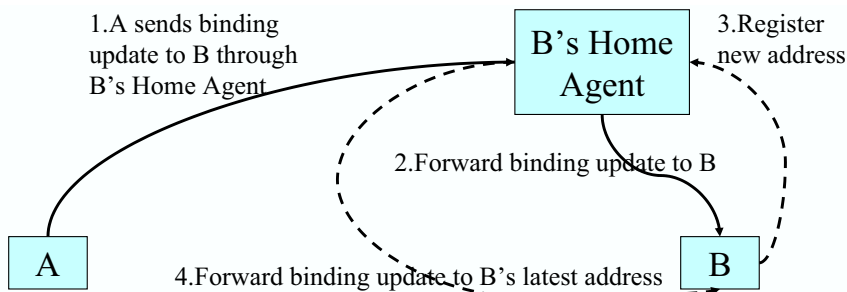 1.A sends binding
update to B through
B's Home Agent
B's Home
Agent
3.Register
new address
2.Forward binding update to B
A
B
4.Forward binding update to B's latest address